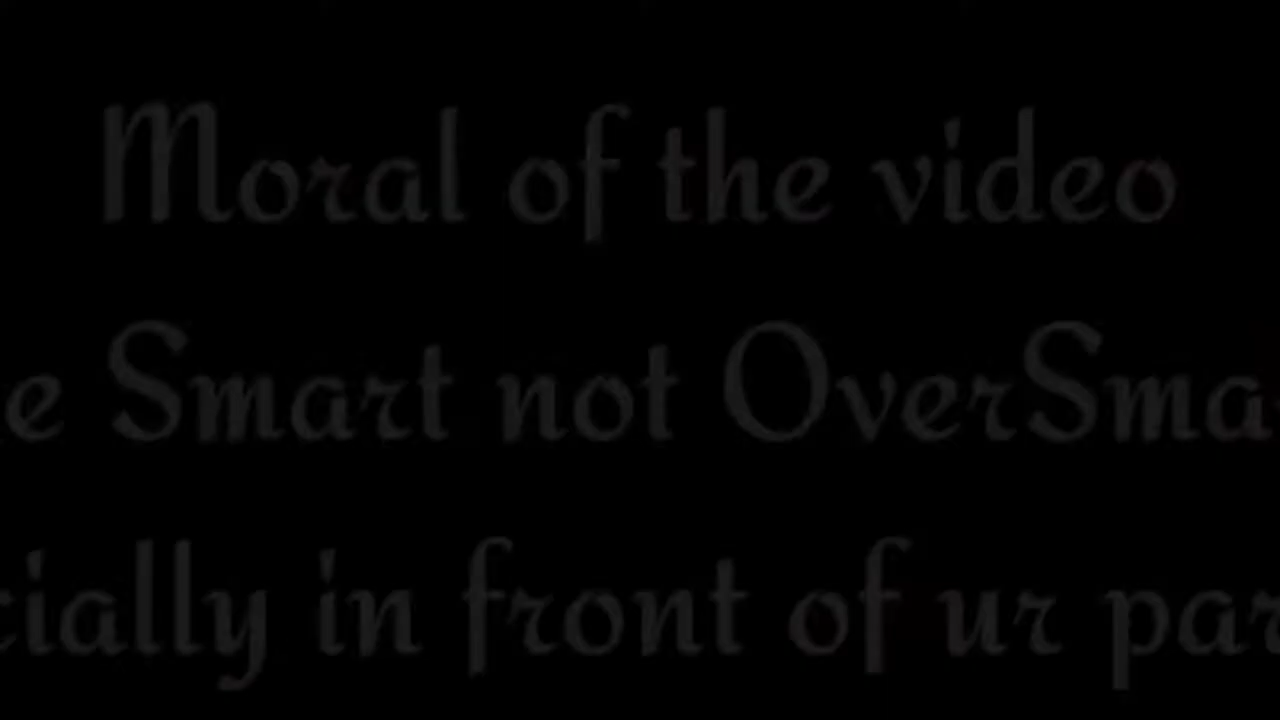 Moral of the video
e Smart not OverSma
cially in front of ur par